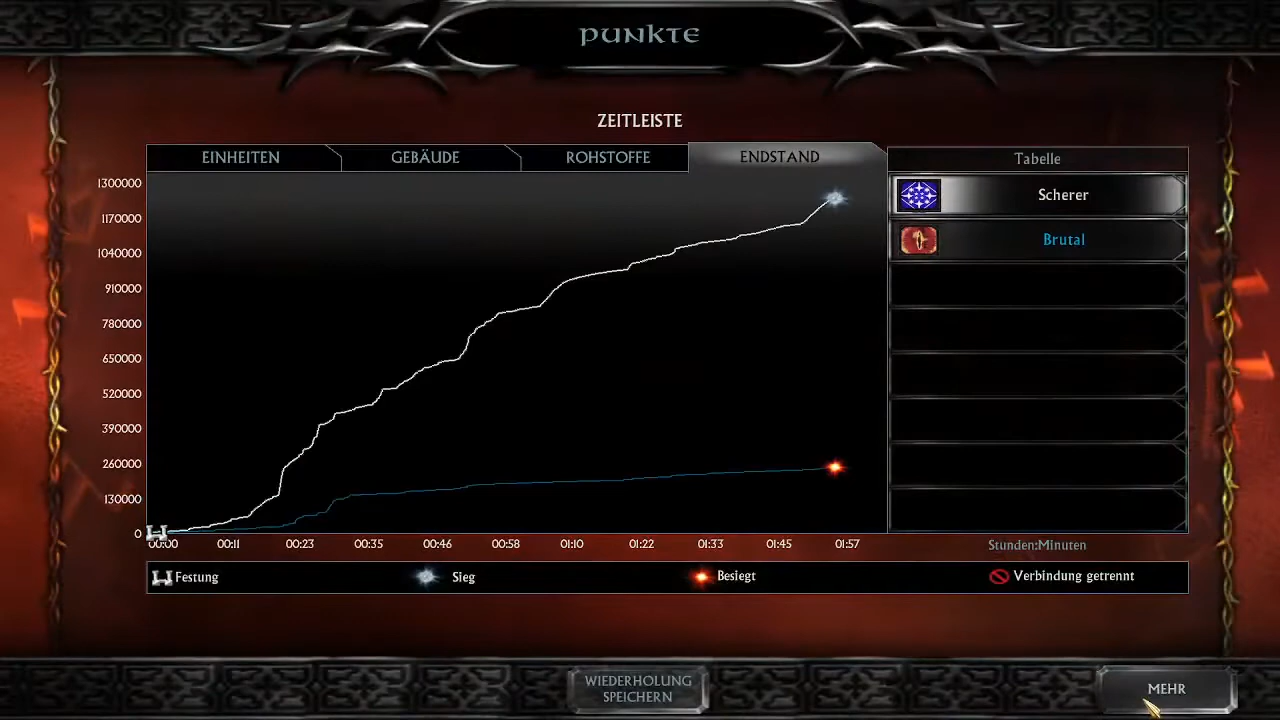 PUNKTE
ZEITLEISTE
EINHEITEN
GEBÄUDE
ROHSTOFFE
ENDSTAND
Tabelle
Scherer
Brutal
1300000
1170000
1040000
910000
780000
650000
520000
390000
260000
130000
0
00:00 00:11 00:23 00:35 00:46 00:58 01:10 01:22 01:33 01:45 01:57
Stunden:Minuten
Festung
Sieg
Besiegt
Verbindung getrennt
WIEDERHOLUNG
SPEICHERN
MEHR